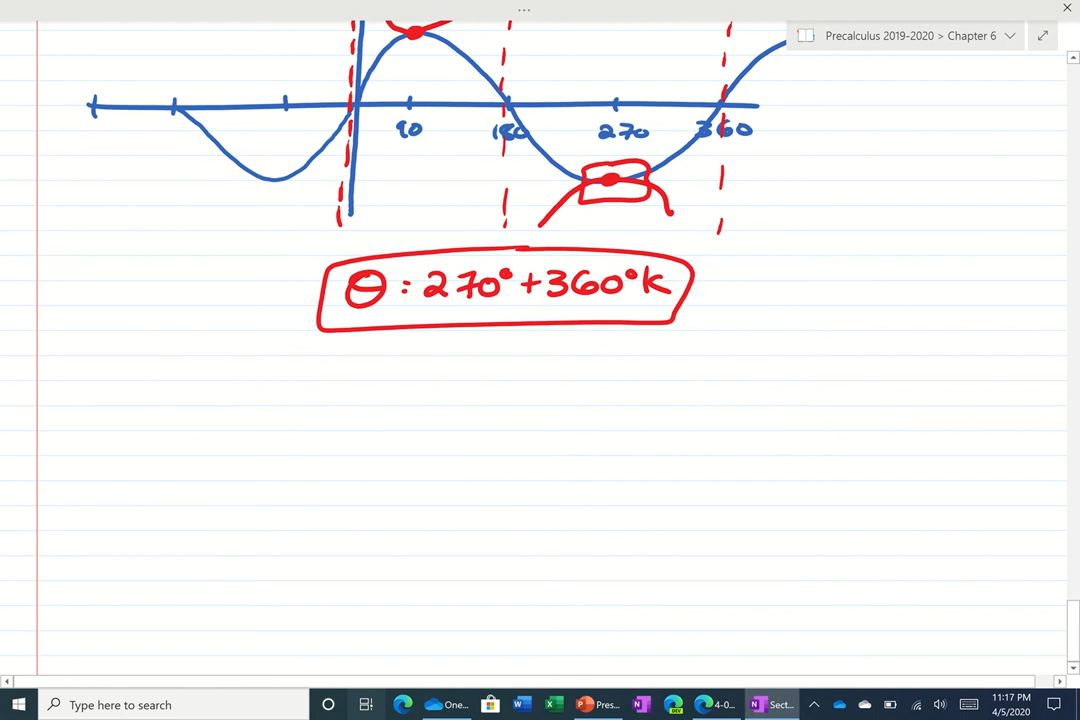 Precalculus 2019-2020 > Chapter 6
90 180 270 360
θ : 270° + 360°k
Type here to search
One... Pres... 4-0... Sect...
DEV
11:17 PM
4/5/2020